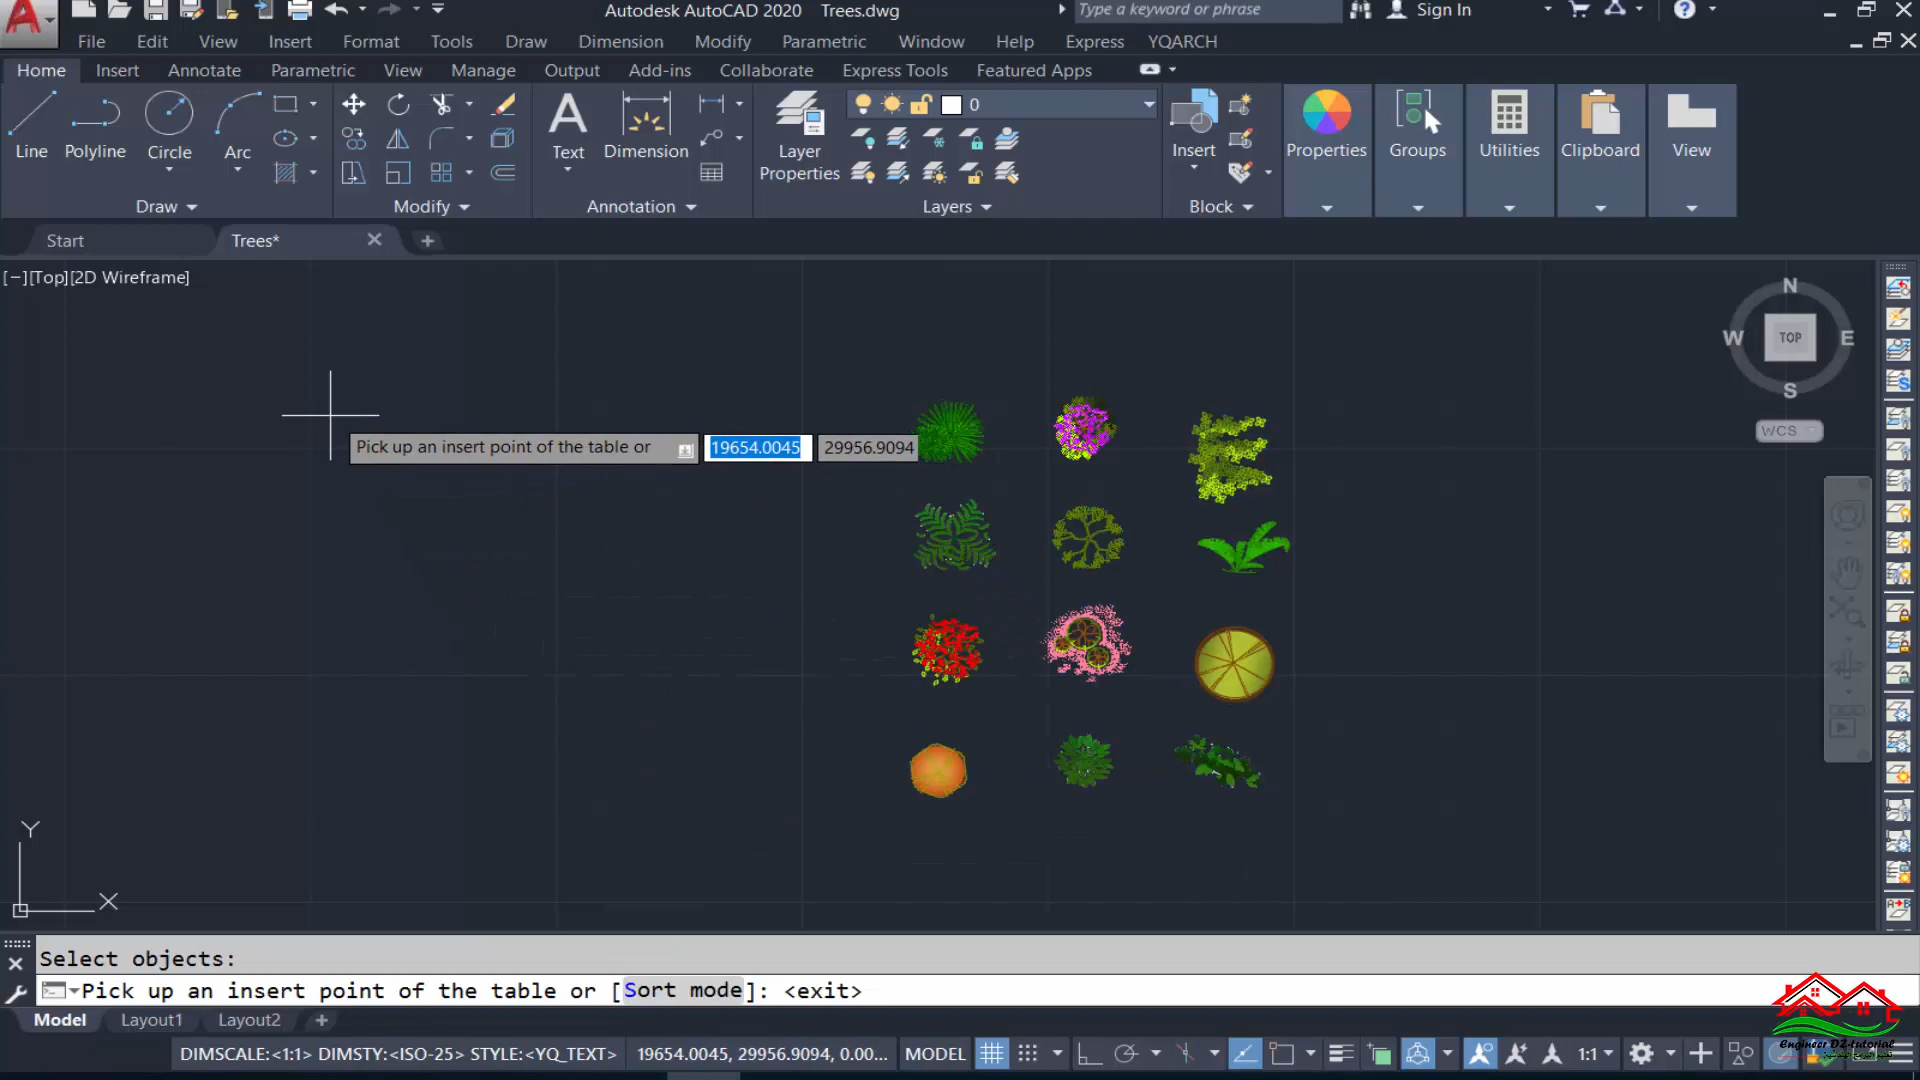 Autodesk AutoCAD 2020 Trees.dwg
Type a keyword or phrase
Sign In
File Edit View Insert Format Tools Draw Dimension Modify Parametric Window Help Express YQARCH
Home Insert Annotate Parametric View Manage Output Add-ins Collaborate Express Tools Featured Apps
0
Line Polyline Circle Arc
Text Dimension
Layer Properties
Insert
Properties Groups Utilities Clipboard View
Draw Modify Annotation Layers Block
Start Trees*
[−][Top][2D Wireframe]
N
W TOP E
S
WCS
Pick up an insert point of the table or 19654.0045 29956.9094
Y
X
Select objects:
Pick up an insert point of the table or [Sort mode]: <exit>
Model Layout1 Layout2
DIMSCALE:<1:1> DIMSTY:<ISO-25> STYLE:<YQ_TEXT> 19654.0045, 29956.9094, 0.00... MODEL 1:1
Engineer DZ-tutorial